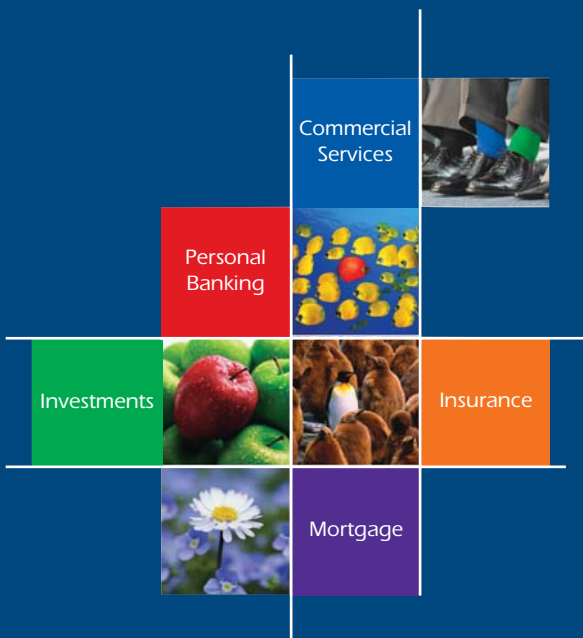 Commercial
Services
Personal
Banking
Investments
Insurance
Mortgage